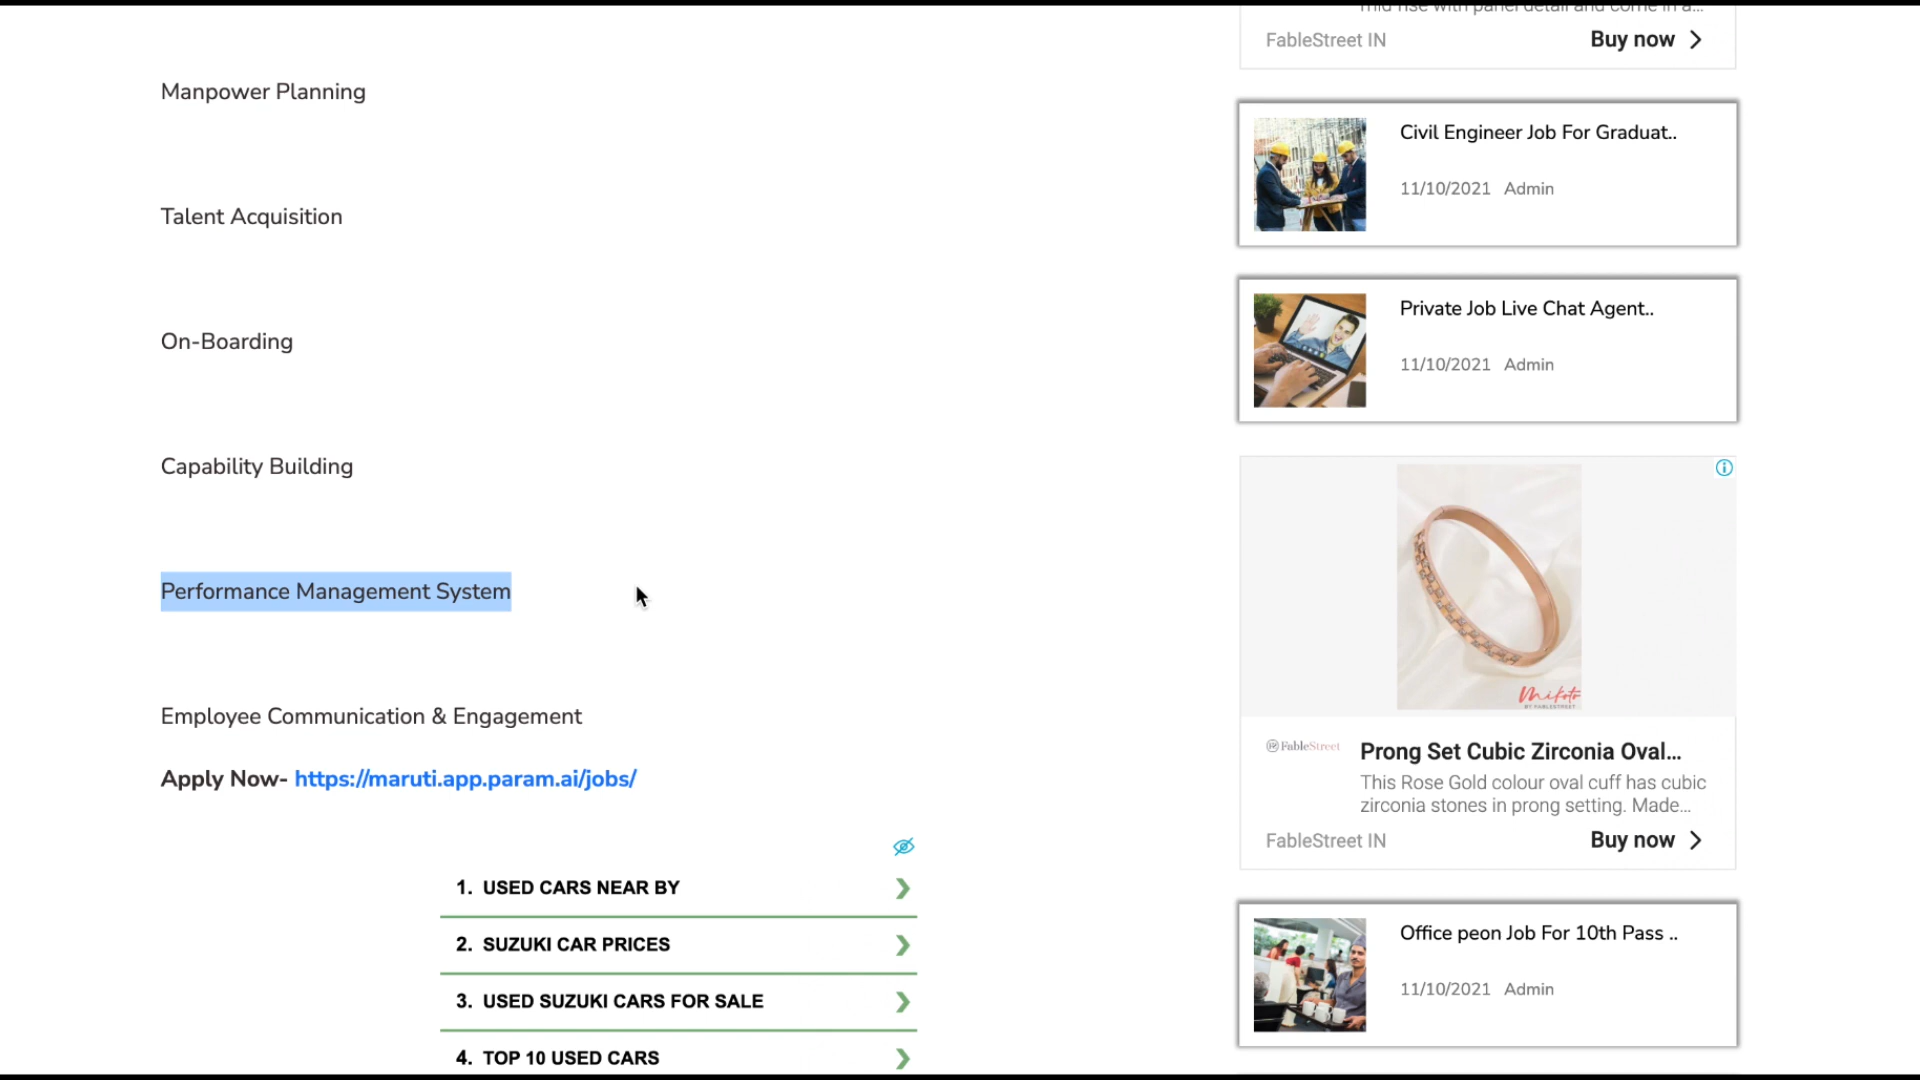 Manpower Planning
Talent Acquisition
On-Boarding
Capability Building
Performance Management System
Employee Communication & Engagement
Apply Now- https://maruti.app.param.ai/jobs/
1. USED CARS NEAR BY
2. SUZUKI CAR PRICES
3. USED SUZUKI CARS FOR SALE
4. TOP 10 USED CARS
FableStreet IN
Buy now
Civil Engineer Job For Graduat..
11/10/2021 Admin
Private Job Live Chat Agent..
11/10/2021 Admin
Mikoto
BY FABLESTREET
FableStreet
Prong Set Cubic Zirconia Oval...
This Rose Gold colour oval cuff has cubic
zirconia stones in prong setting. Made...
FableStreet IN
Buy now
Office peon Job For 10th Pass ..
11/10/2021 Admin